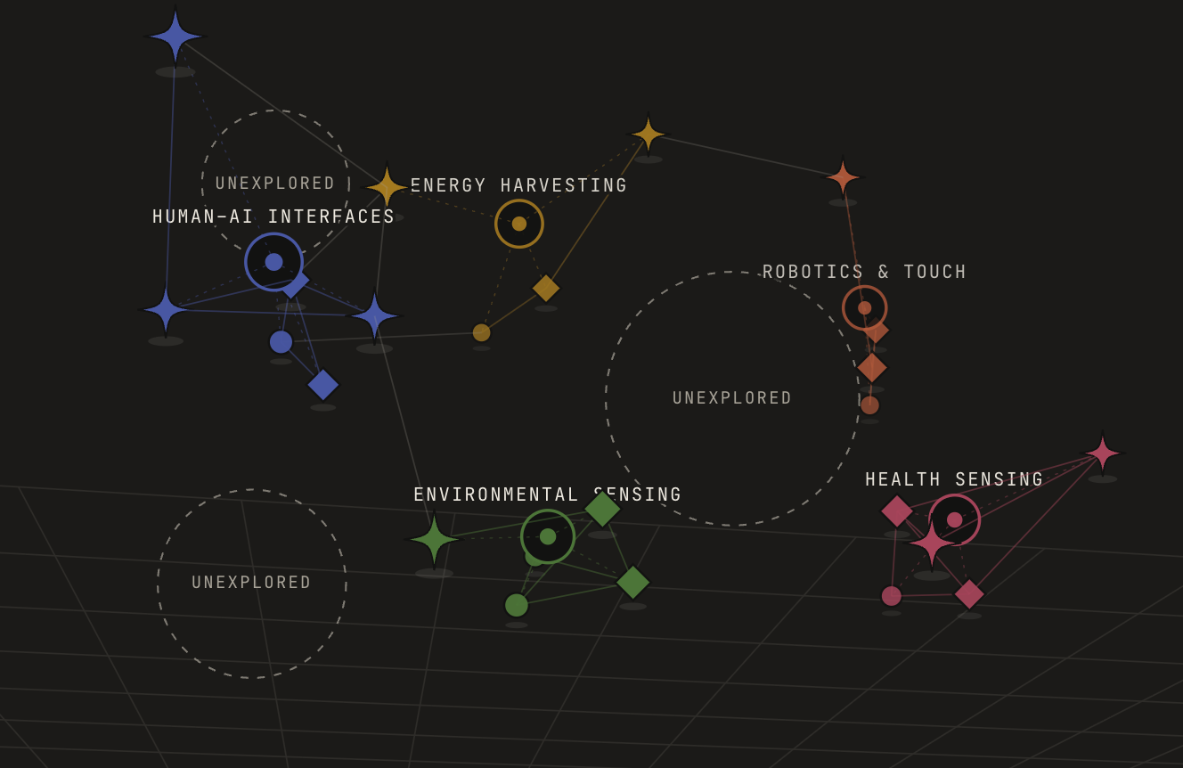 UNEXPLORED
ENERGY HARVESTING
HUMAN-AI INTERFACES
ROBOTICS & TOUCH
UNEXPLORED
HEALTH SENSING
ENVIRONMENTAL SENSING
UNEXPLORED